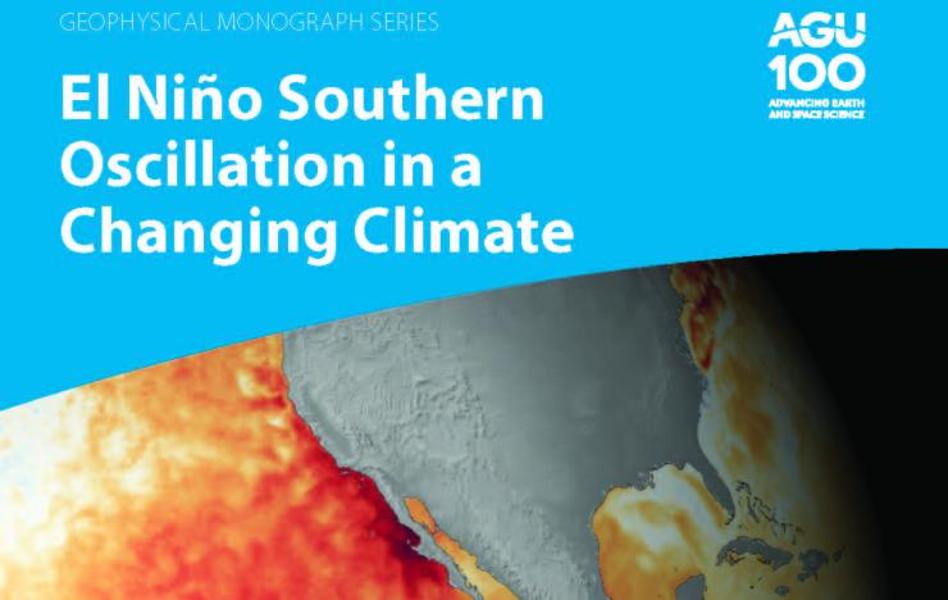 GEOPHYSICAL MONOGRAPH SERIES
AGU
100
ADVANCING EARTH
AND SPACE SCIENCE
El Niño Southern
Oscillation in a
Changing Climate